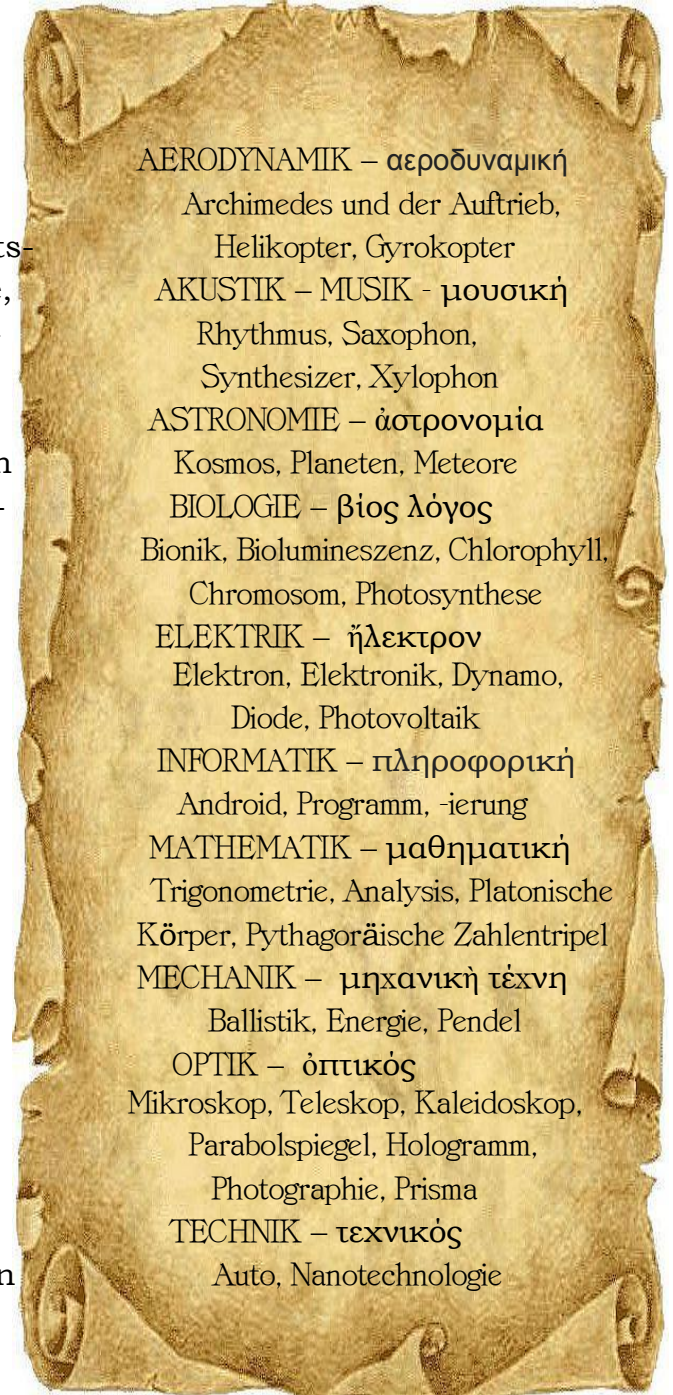 AERODYNAMIK – αεροδυναμική
Archimedes und der Auftrieb,
ts-
Helikopter, Gyrokopter
,
AKUSTIK – MUSIK - μουσική
Rhythmus, Saxophon,
Synthesizer, Xylophon
ASTRONOMIE – ἀστρονομία
Kosmos, Planeten, Meteore
BIOLOGIE – βίος λόγος
-
Bionik, Biolumineszenz, Chlorophyll,
Chromosom, Photosynthese
ELEKTRIK – ἤλεκτρον
Elektron, Elektronik, Dynamo,
Diode, Photovoltaik
INFORMATIK – πληροφορική
Android, Programm, -ierung
MATHEMATIK – μαθηματική
Trigonometrie, Analysis, Platonische
Körper, Pythagoräische Zahlentripel
MECHANIK – μηχανικὴ τέχνη
Ballistik, Energie, Pendel
OPTIK – ὀπτικός
Mikroskop, Teleskop, Kaleidoskop,
Parabolspiegel, Hologramm,
Photographie, Prisma
TECHNIK – τεχνικός
n
Auto, Nanotechnologie